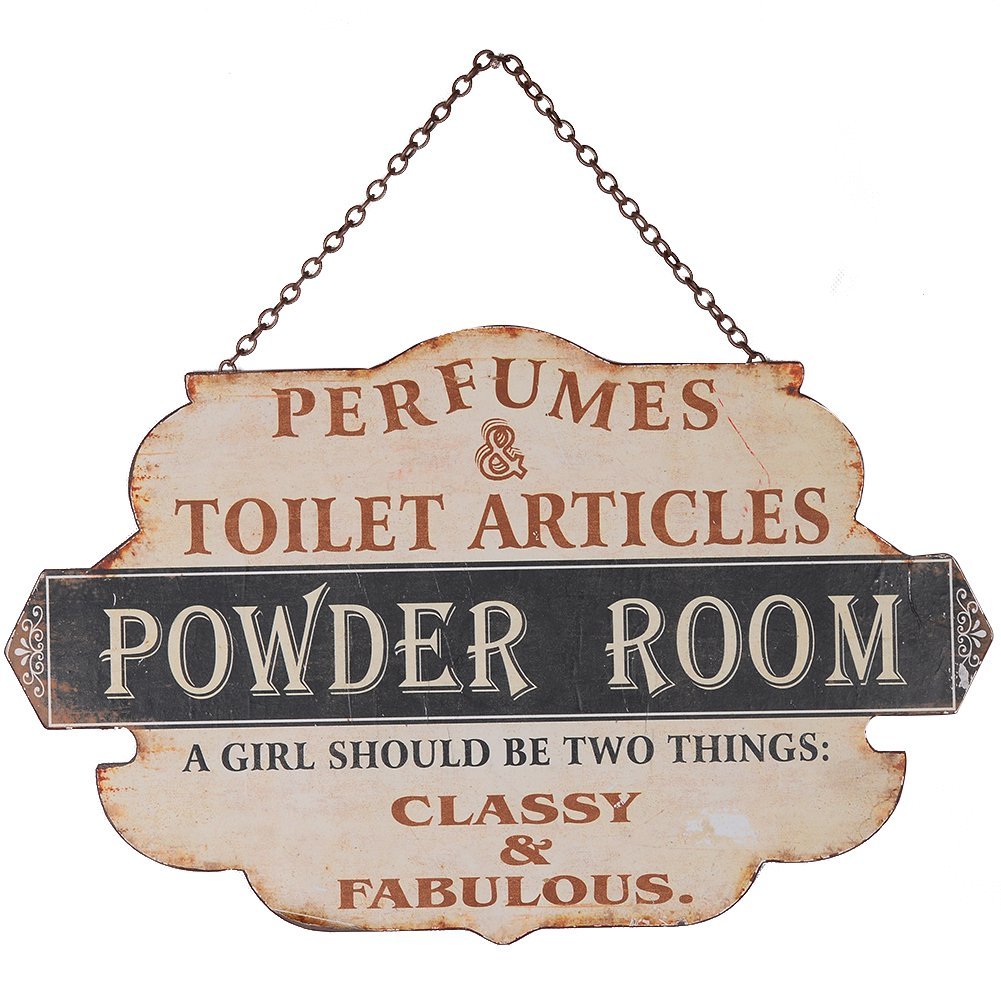 PERFUMES
&
TOILET ARTICLES
POWDER ROOM
A GIRL SHOULD BE TWO THINGS:
CLASSY
&
FABULOUS.